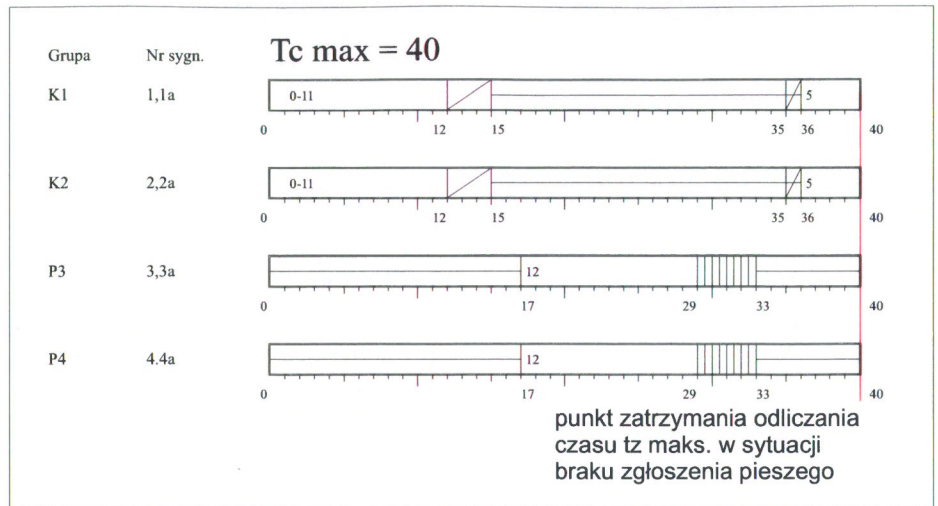 Grupa Nr sygn. Tc max = 40
K1 1,1a 0-11 5
0 12 15 35 36 40
K2 2,2a 0-11 5
0 12 15 35 36 40
P3 3,3a 12
0 17 29 33 40
P4 4.4a 12
0 17 29 33 40
punkt zatrzymania odliczania
czasu tz maks. w sytuacji
braku zgłoszenia pieszego